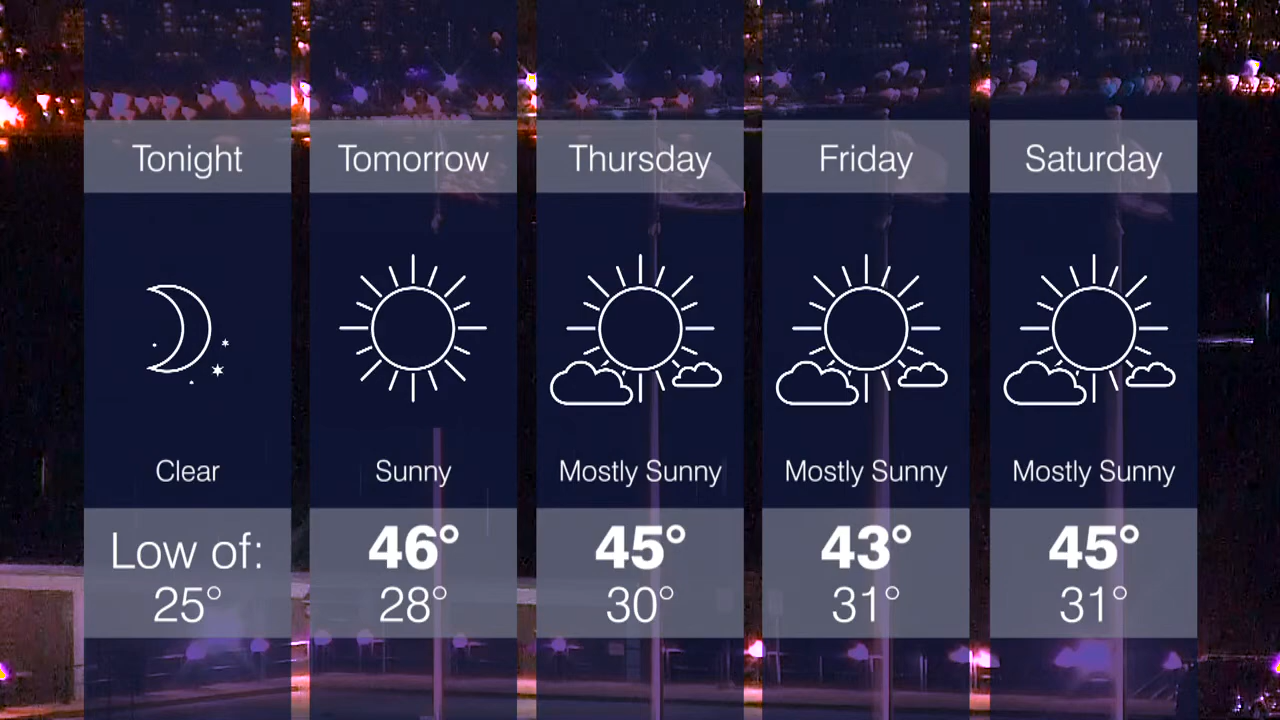 Tonight
Clear
Low of:
25°
Tomorrow
Sunny
46°
28°
Thursday
Mostly Sunny
45°
30°
Friday
Mostly Sunny
43°
31°
Saturday
Mostly Sunny
45°
31°